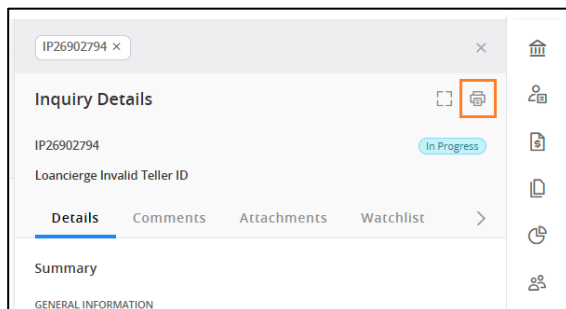 IP26902794 ×
Inquiry Details
IP26902794
In Progress
Loancierge Invalid Teller ID
Details Comments Attachments Watchlist
Summary
GENERAL INFORMATION